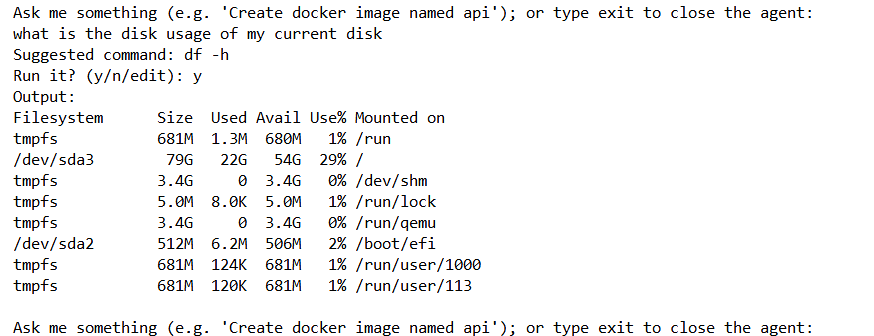 Ask me something (e.g. 'Create docker image named api'); or type exit to close the agent:
what is the disk usage of my current disk
Suggested command: df -h
Run it? (y/n/edit): y
Output:
Filesystem      Size  Used Avail Use% Mounted on
tmpfs           681M  1.3M  680M   1% /run
/dev/sda3        79G   22G   54G  29% /
tmpfs           3.4G     0  3.4G   0% /dev/shm
tmpfs           5.0M  8.0K  5.0M   1% /run/lock
tmpfs           3.4G     0  3.4G   0% /run/qemu
/dev/sda2       512M  6.2M  506M   2% /boot/efi
tmpfs           681M  124K  681M   1% /run/user/1000
tmpfs           681M  120K  681M   1% /run/user/113
Ask me something (e.g. 'Create docker image named api'); or type exit to close the agent: